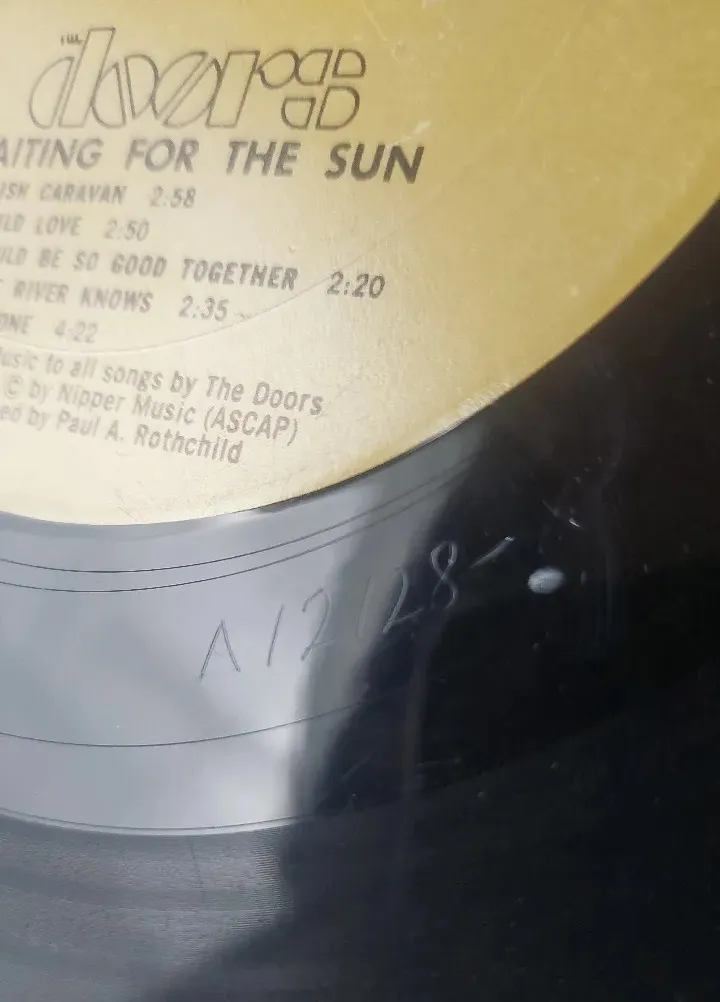 THE doors
AITING FOR THE SUN
ISH CARAVAN 2:58
ILD LOVE 2:50
ULD BE SO GOOD TOGETHER 2:20
RIVER KNOWS 2:35
ONE 4:22
usic to all songs by The Doors
© by Nipper Music (ASCAP)
ed by Paul A. Rothchild
A12128-